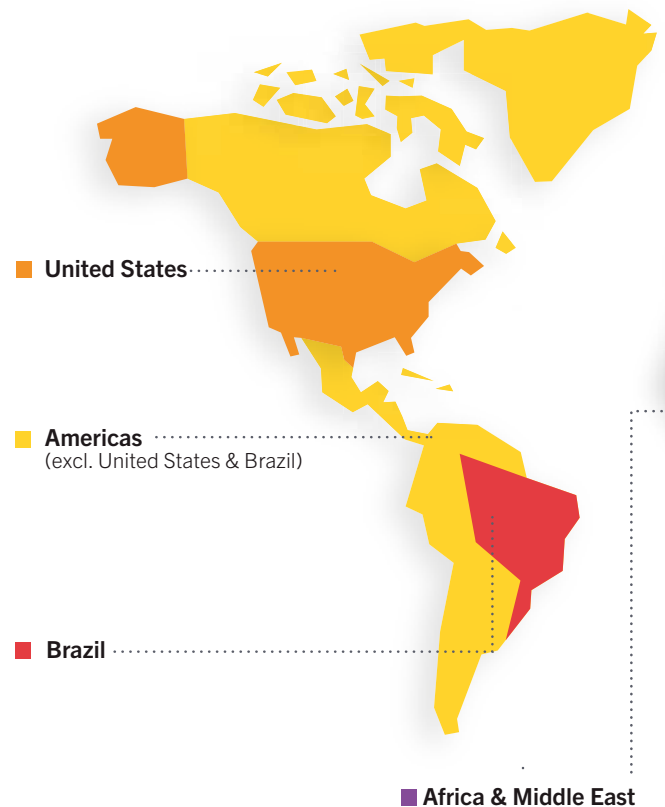 United States
Americas
(excl. United States & Brazil)
Brazil
Africa & Middle East